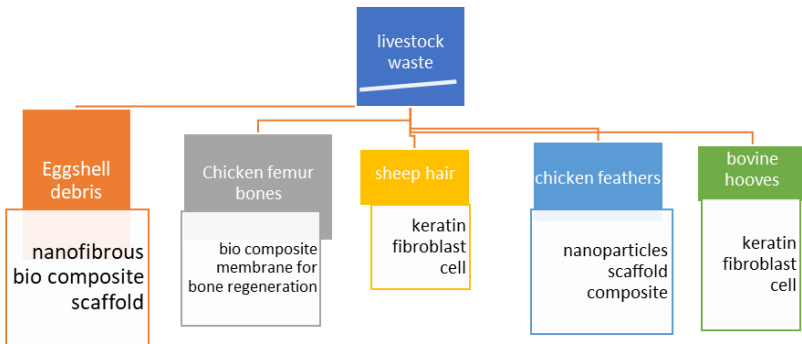 livestock
waste
Eggshell
debris
nanofibrous
bio composite
scaffold
Chicken femur
bones
bio composite
membrane for
bone regeneration
sheep hair
keratin
fibroblast
cell
chicken feathers
nanoparticles
scaffold
composite
bovine
hooves
keratin
fibroblast
cell